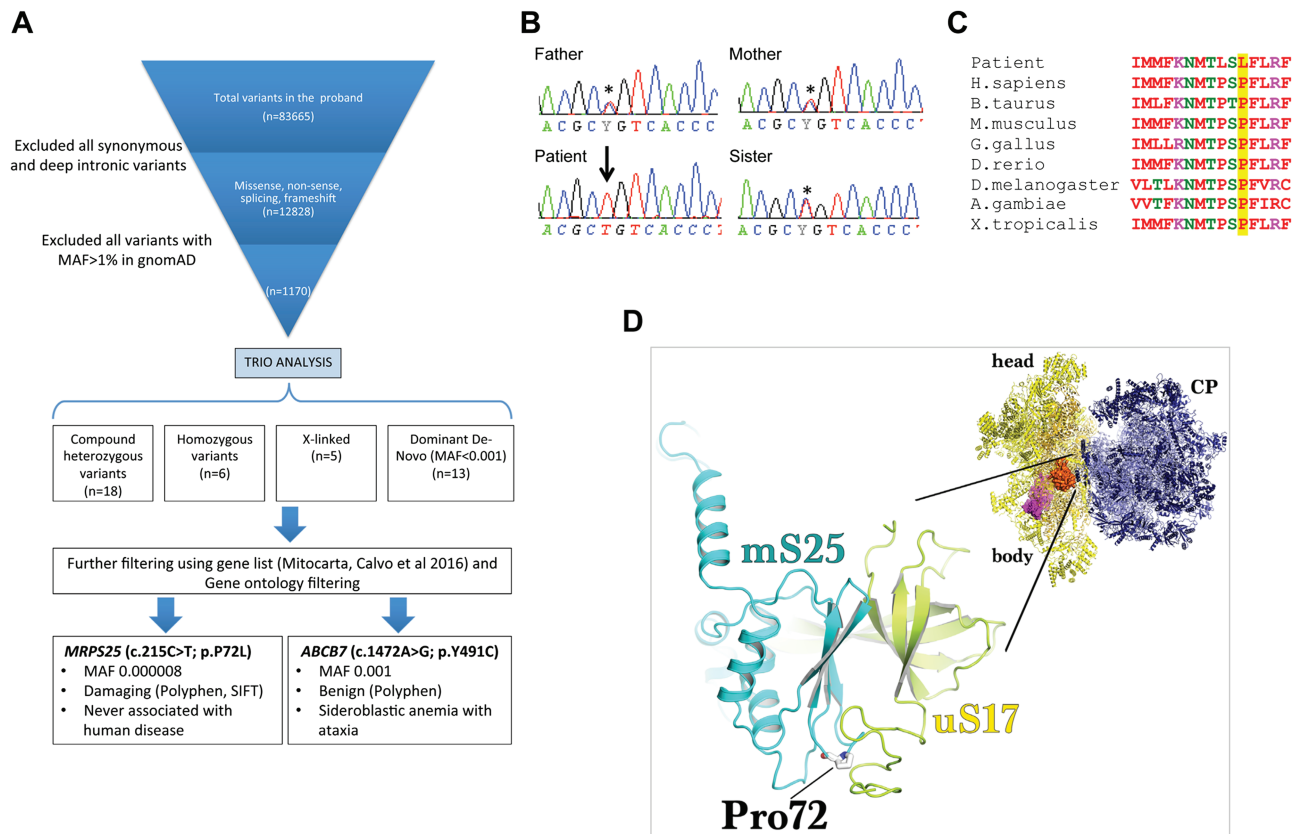 A
Total variants in the proband
(n=83665)
Excluded all synonymous
and deep intronic variants
Missense, non-sense,
splicing, frameshift
(n=12828)
Excluded all variants with
MAF>1% in gnomAD
(n=1170)
TRIO ANALYSIS
Compound
heterozygous
variants
(n=18)
Homozygous
variants
(n=6)
X-linked
(n=5)
Dominant De-
Novo (MAF<0.001)
(n=13)
Further filtering using gene list (Mitocarta, Calvo et al 2016) and
Gene ontology filtering
MRPS25 (c.215C>T; p.P72L)
• MAF 0.000008
• Damaging (Polyphen, SIFT)
• Never associated with
human disease
ABCB7 (c.1472A>G; p.Y491C)
• MAF 0.001
• Benign (Polyphen)
• Sideroblastic anemia with
ataxia
B
Father
*
A C G C Y G T C A C C C
Mother
*
A C G C Y G T C A C C C T
Patient
A C G C T G T C A C C C T
Sister
*
A C G C Y G T C A C C C T
C
Patient IMMFKNMTLSLFLRF
H.sapiens IMMFKNMTPSPFLRF
B.taurus IMLFKNMTPTPFLRF
M.musculus IMMFKNMTPSPFLRF
G.gallus IMLLRNMTPSPFLRF
D.rerio IMMFKNMTPSPFLRF
D.melanogaster VLTLKNMTPSPFVRC
A.gambiae VVTFKNMTPSPFIRC
X.tropicalis IMMFKNMTPSPFLRF
D
head
CP
body
mS25
uS17
Pro72